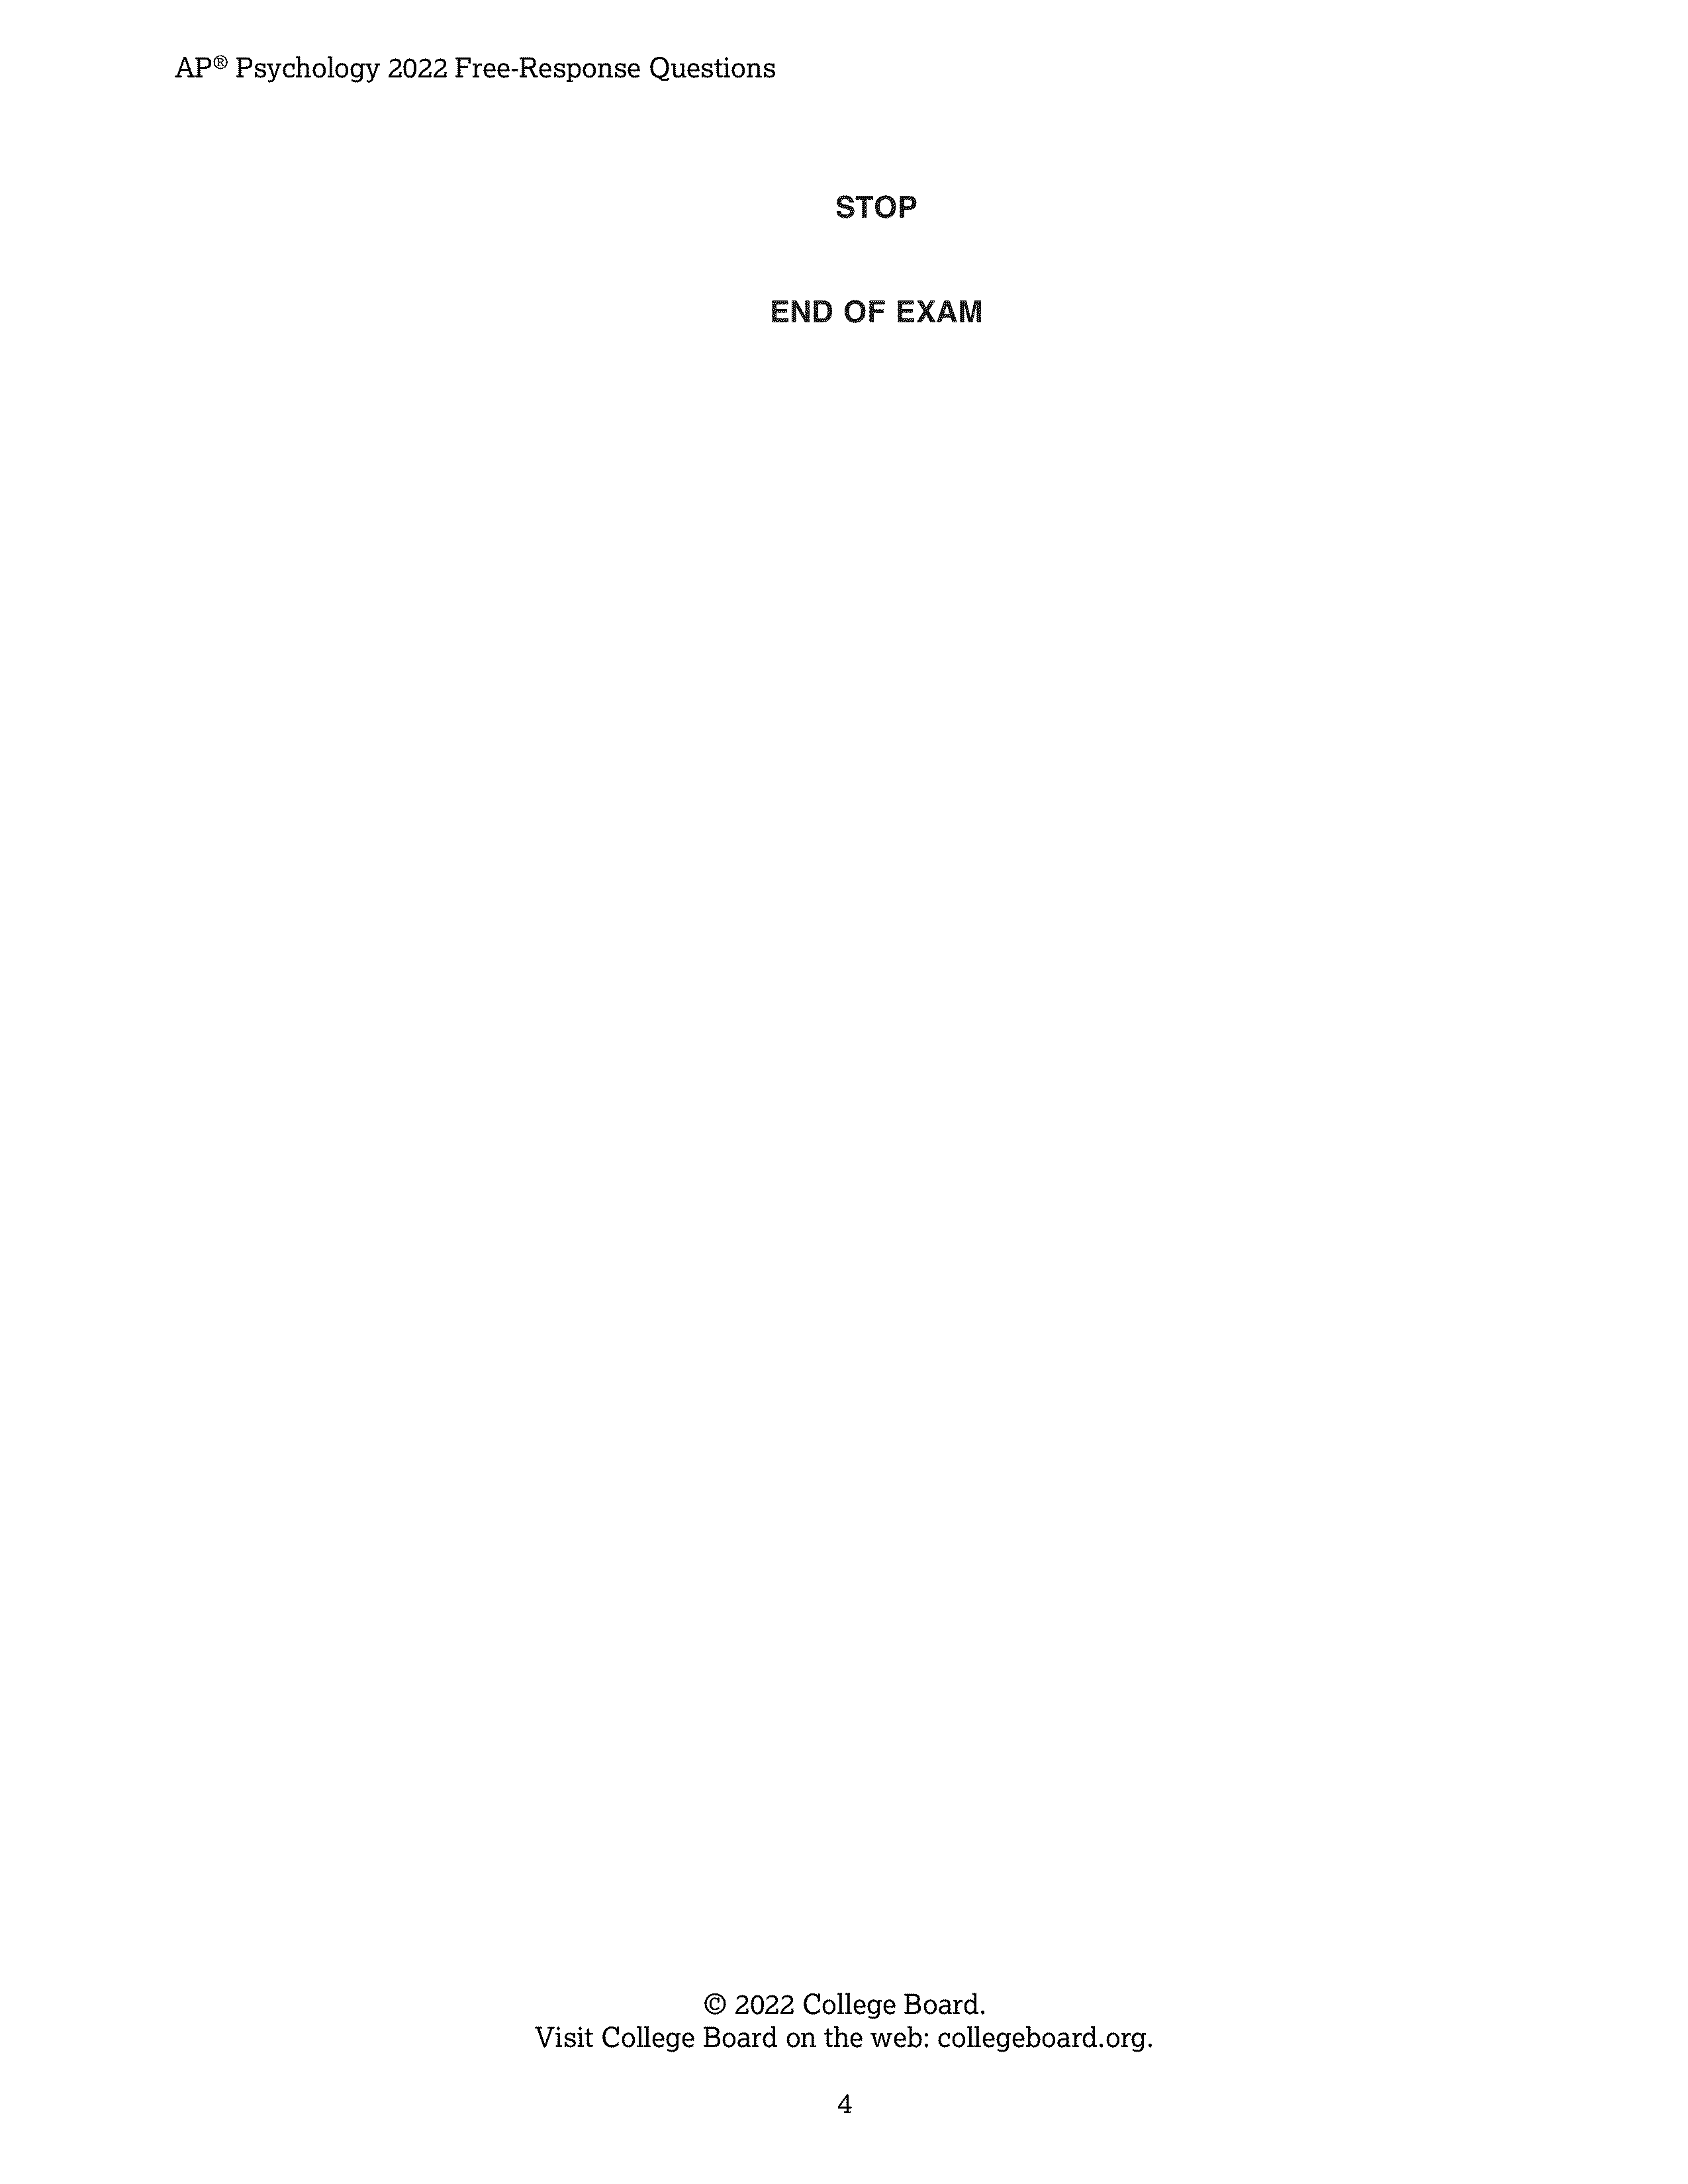 AP® Psychology 2022 Free-Response Questions
STOP
END OF EXAM
© 2022 College Board.
Visit College Board on the web: collegeboard.org.
4